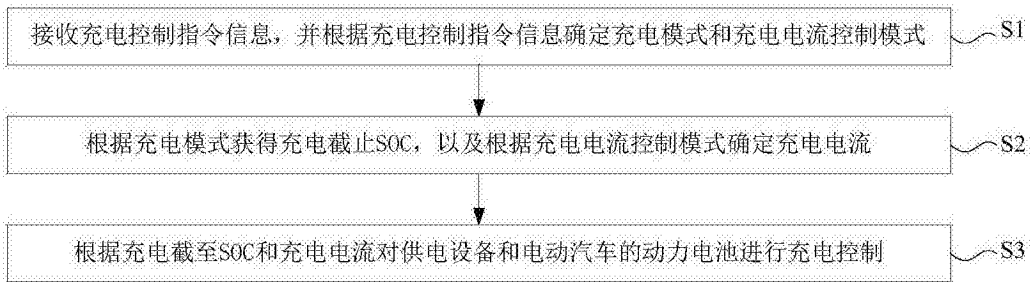 接收充电控制指令信息，并根据充电控制指令信息确定充电模式和充电电流控制模式
S1
根据充电模式获得充电截止SOC，以及根据充电电流控制模式确定充电电流
S2
根据充电截至SOC和充电电流对供电设备和电动汽车的动力电池进行充电控制
S3